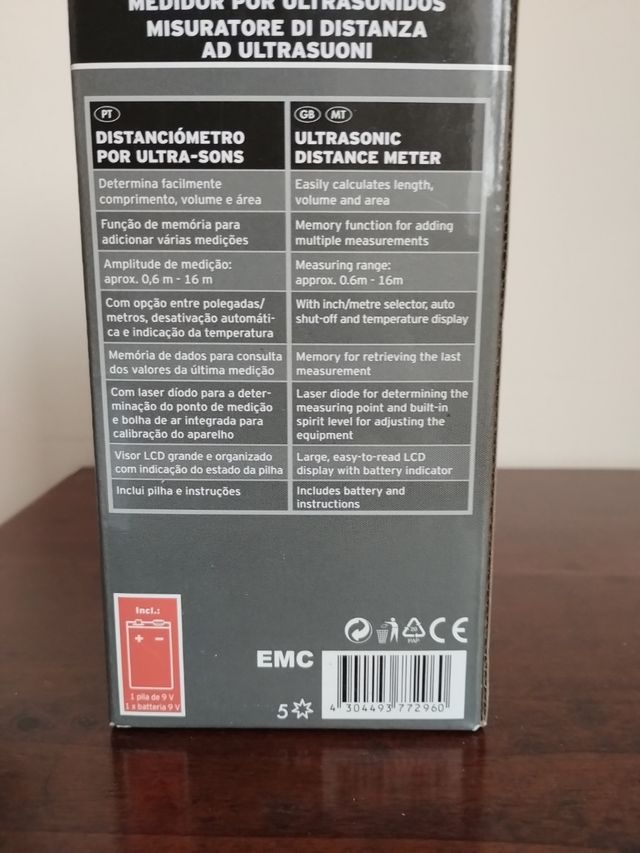 MEDIDOR POR ULTRASONIDOS
MISURATORE DI DISTANZA
AD ULTRASUONI
PT
DISTANCIÓMETRO
POR ULTRA-SONS
Determina facilmente
comprimento, volume e área
Função de memória para
adicionar várias medições
Amplitude de medição:
aprox. 0,6 m - 16 m
Com opção entre polegadas/
metros, desativação automáti-
ca e indicação da temperatura
Memória de dados para consulta
dos valores da última medição
Com laser díodo para a deter-
minação do ponto de medição
e bolha de ar integrada para
calibração do aparelho
Visor LCD grande e organizado
com indicação do estado da pilha
Inclui pilha e instruções
GB MT
ULTRASONIC
DISTANCE METER
Easily calculates length,
volume and area
Memory function for adding
multiple measurements
Measuring range:
approx. 0.6m - 16m
With inch/metre selector, auto
shut-off and temperature display
Memory for retrieving the last
measurement
Laser diode for determining the
measuring point and built-in
spirit level for adjusting the
equipment
Large, easy-to-read LCD
display with battery indicator
Includes battery and
instructions
Incl.:
+ -
1 pila de 9 V
1 x batteria 9 V
20
PAP
CE
EMC
5
4 304493 772960